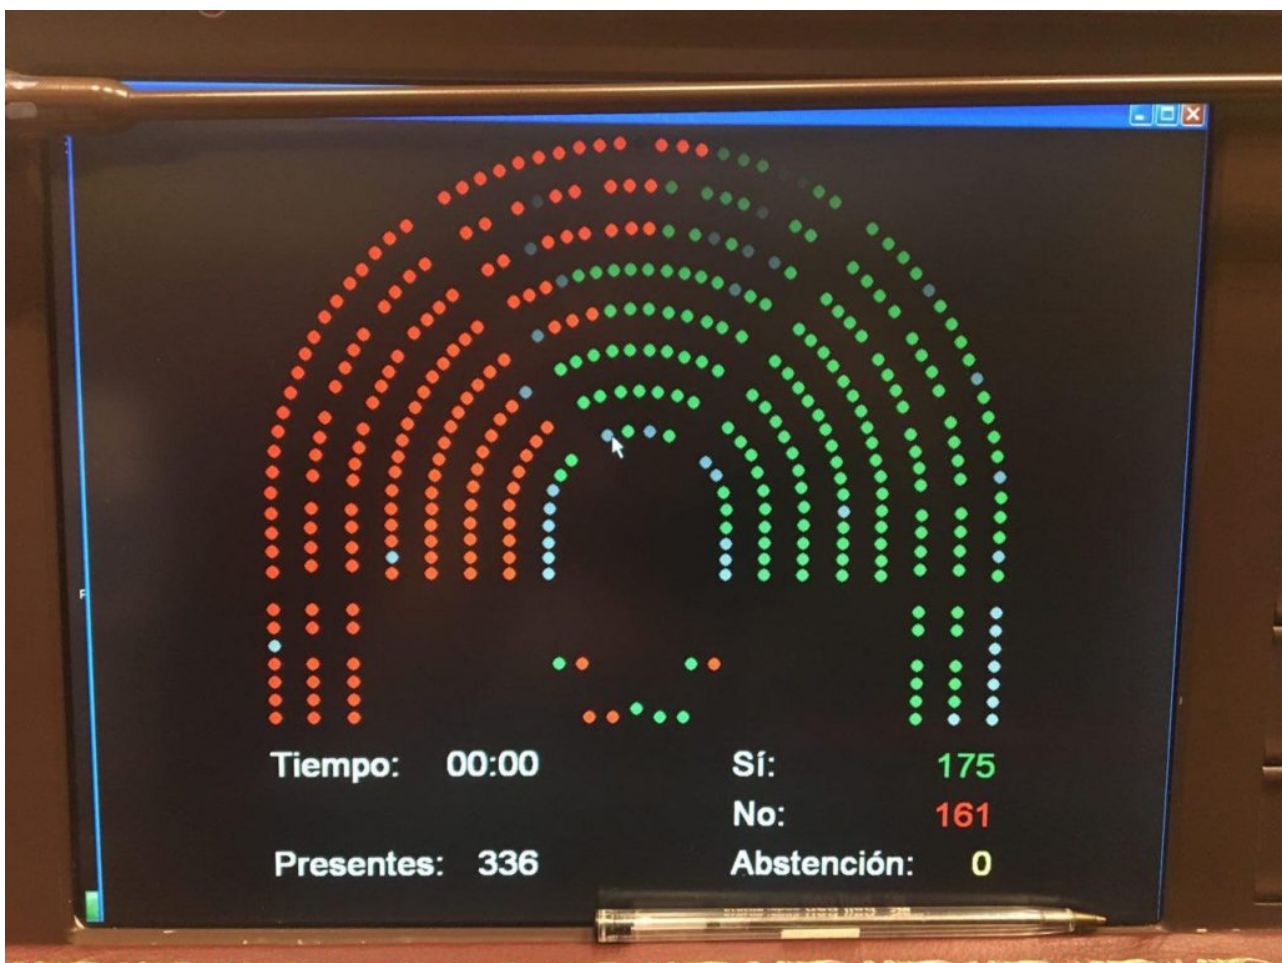 Tiempo: 00:00
Sí: 175
No: 161
Presentes: 336
Abstención: 0